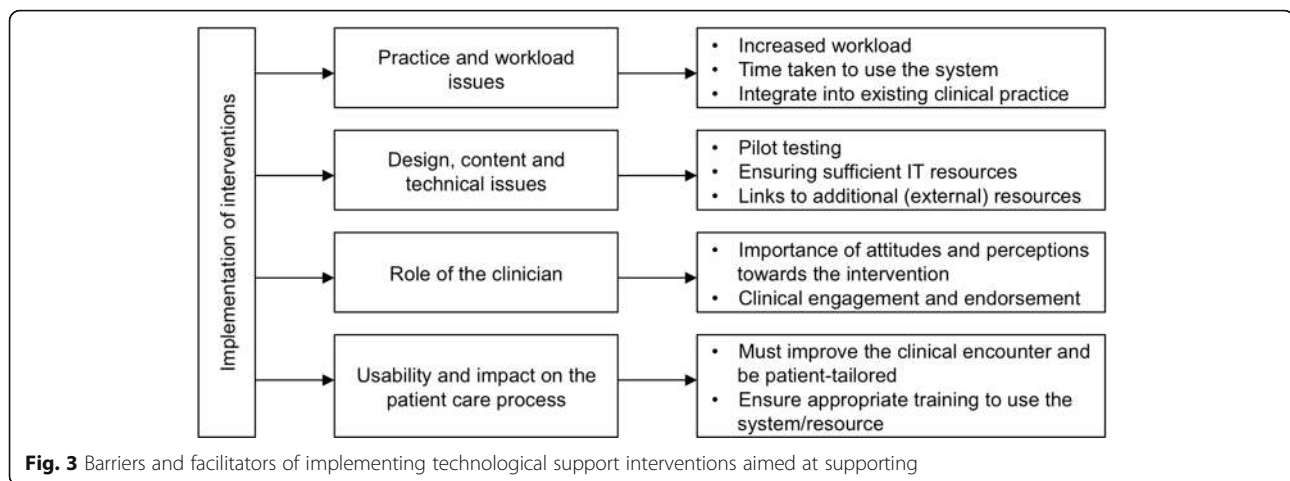 Implementation of interventions
Practice and workload
issues
• Increased workload
• Time taken to use the system
• Integrate into existing clinical practice
Design, content and
technical issues
• Pilot testing
• Ensuring sufficient IT resources
• Links to additional (external) resources
Role of the clinician
• Importance of attitudes and perceptions
towards the intervention
• Clinical engagement and endorsement
Usability and impact on the
patient care process
• Must improve the clinical encounter and
be patient-tailored
• Ensure appropriate training to use the
system/resource
Fig. 3 Barriers and facilitators of implementing technological support interventions aimed at supporting